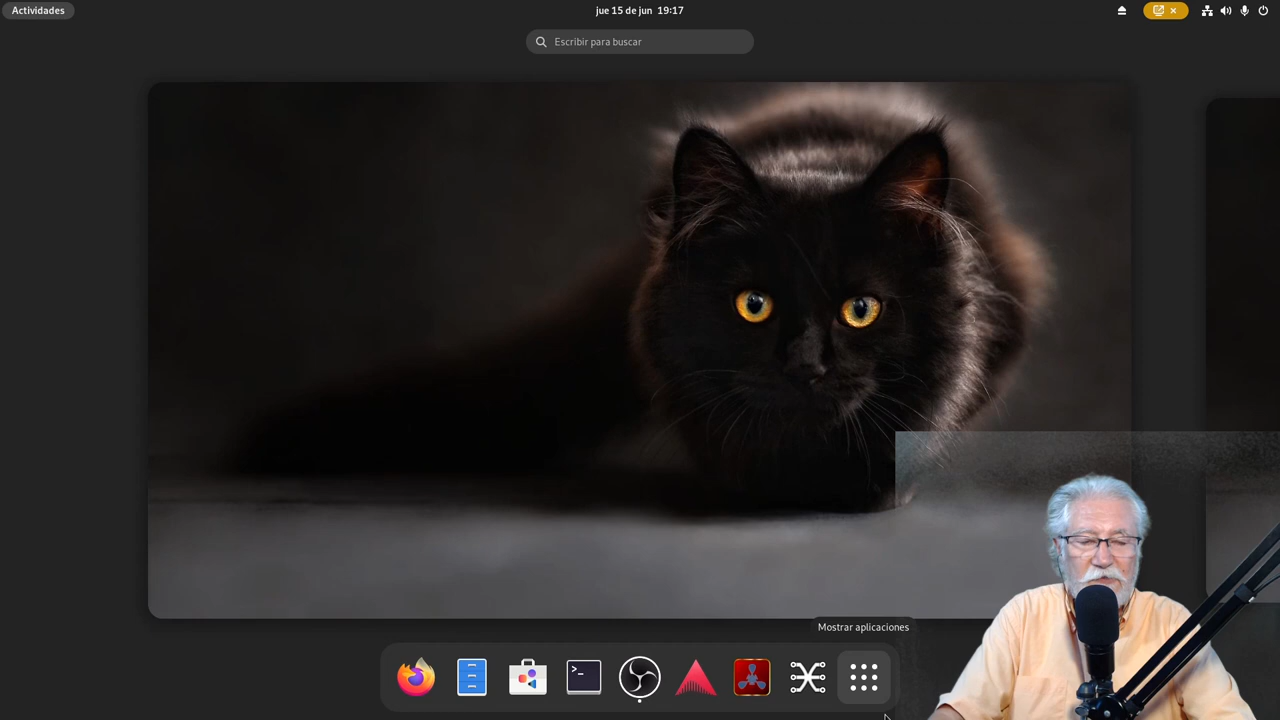 Actividades
jue 15 de jun 19:17
Escribir para buscar
Mostrar aplicaciones
>_